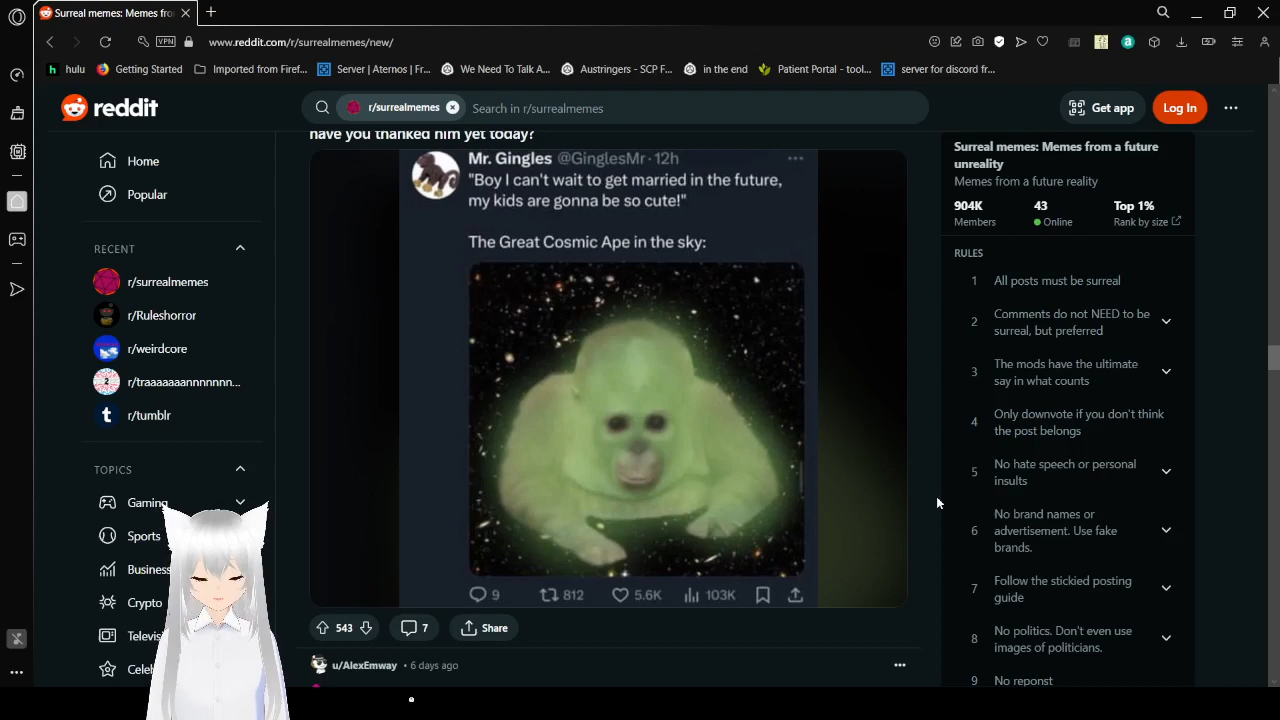 Surreal memes: Memes fro
VPN
www.reddit.com/r/surrealmemes/new/
hulu
Getting Started
Imported from Firef...
Server | Aternos | Fr...
We Need To Talk A...
Austringers - SCP F...
in the end
Patient Portal - tool...
server for discord fr...
reddit
r/surrealmemes
Search in r/surrealmemes
Get app
Log In
Home
Popular
RECENT
r/surrealmemes
r/Ruleshorror
r/weirdcore
r/traaaaaaannnnnnn...
r/tumblr
TOPICS
Gaming
Sports
Business
Crypto
Televis
Celeb
have you thanked him yet today?
Mr. Gingles @GinglesMr · 12h
"Boy I can't wait to get married in the future,
my kids are gonna be so cute!"
The Great Cosmic Ape in the sky:
9 812 5.6K 103K
543 7 Share
u/AlexEmway • 6 days ago
Surreal memes: Memes from a future
unreality
Memes from a future reality
904K 43 Top 1%
Members Online Rank by size
RULES
1 All posts must be surreal
2 Comments do not NEED to be
surreal, but preferred
3 The mods have the ultimate
say in what counts
4 Only downvote if you don't think
the post belongs
5 No hate speech or personal
insults
6 No brand names or
advertisement. Use fake
brands.
7 Follow the stickied posting
guide
8 No politics. Don't even use
images of politicians.
9 No reponst